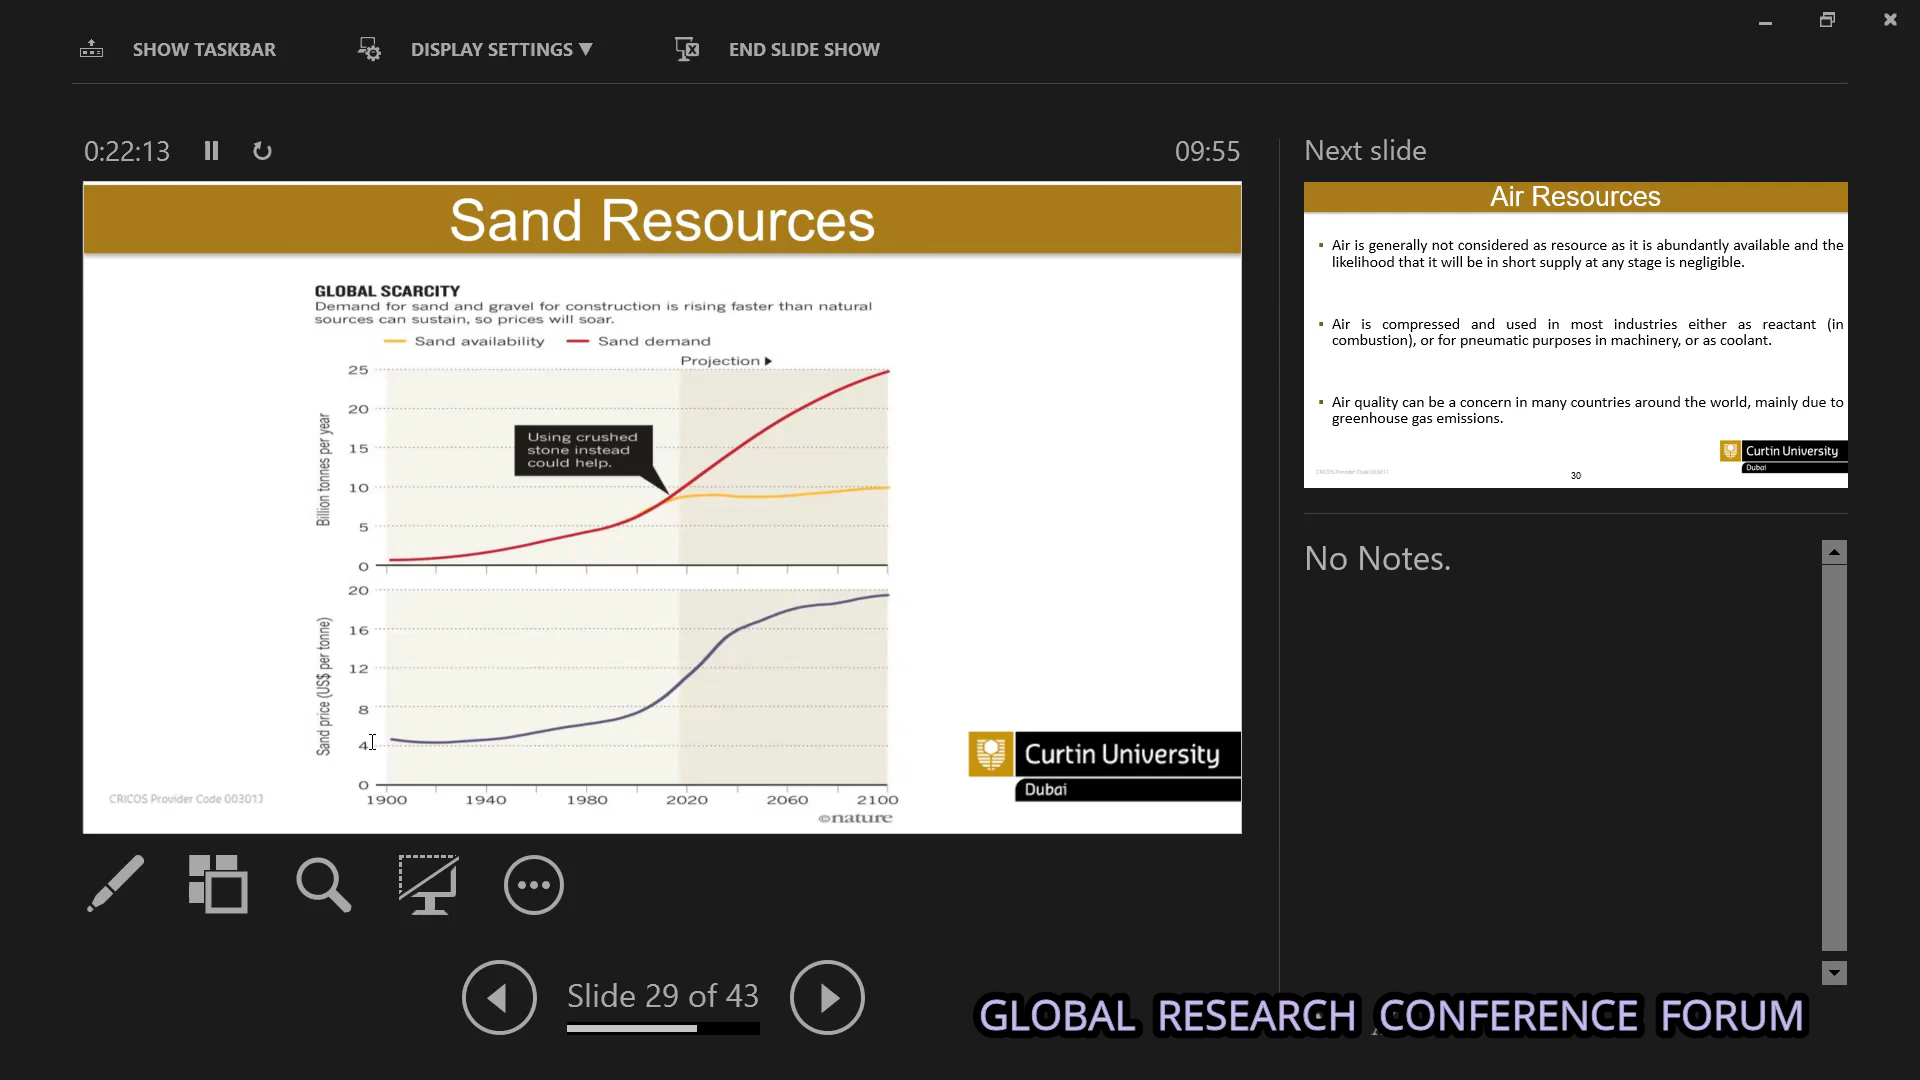 SHOW TASKBAR
DISPLAY SETTINGS ▼
END SLIDE SHOW
0:22:13
09:55
Sand Resources
GLOBAL SCARCITY
Demand for sand and gravel for construction is rising faster than natural
sources can sustain, so prices will soar.
Sand availability
Sand demand
Projection ▶
25
20
15
10
5
0
Billion tonnes per year
Using crushed
stone instead
could help.
20
16
12
8
4
0
Sand price (US$ per tonne)
1900 1940 1980 2020 2060 2100
©nature
CRICOS Provider Code 00301J
Curtin University
Dubai
Next slide
Air Resources
▪ Air is generally not considered as resource as it is abundantly available and the
likelihood that it will be in short supply at any stage is negligible.
▪ Air is compressed and used in most industries either as reactant (in
combustion), or for pneumatic purposes in machinery, or as coolant.
▪ Air quality can be a concern in many countries around the world, mainly due to
greenhouse gas emissions.
CRICOS Provider Code 00301J
30
Curtin University
Dubai
No Notes.
Slide 29 of 43
GLOBAL RESEARCH CONFERENCE FORUM